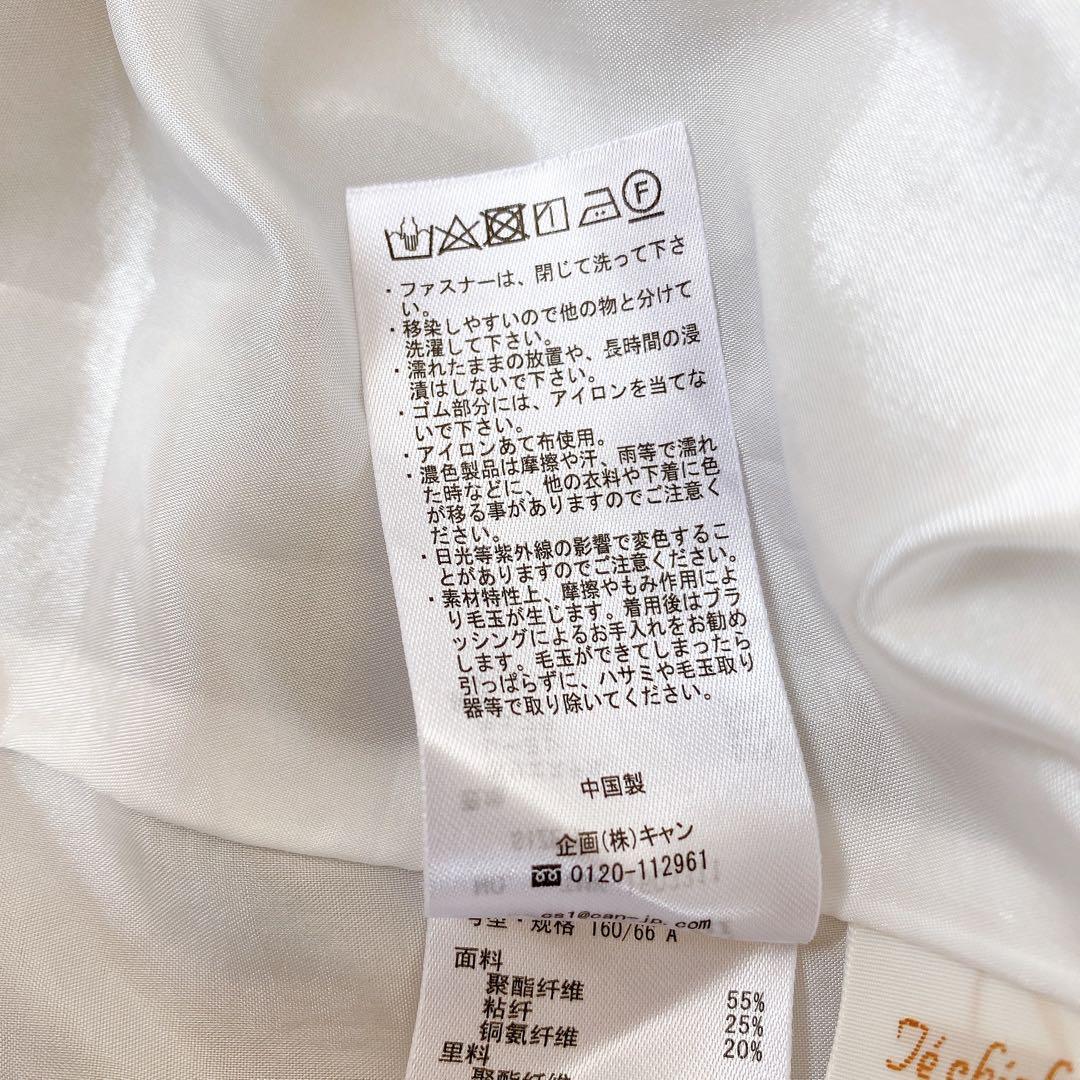 ・ファスナーは、閉じて洗って下さ
い。
・移染しやすいので他の物と分けて
洗濯して下さい。
・濡れたままの放置や、長時間の浸
漬はしないで下さい。
・ゴム部分には、アイロンを当てな
いで下さい。
・アイロンあて布使用。
・濃色製品は摩擦や汗、雨等で濡れ
た時などに、他の衣料や下着に色
が移る事がありますのでご注意く
ださい。
・日光等紫外線の影響で変色するこ
とがありますのでご注意ください。
・素材特性上、摩擦やもみ作用によ
り毛玉が生じます。着用後はブラ
ッシングによるお手入れをお勧め
します。毛玉ができてしまったら
引っぱらずに、ハサミや毛玉取り
器等で取り除いてください。
中国製
企画(株)キャン
0120-112961
cs1@can-jp.com
号型・规格 160/66 A
面料
聚酯纤维 55%
粘纤 25%
铜氨纤维 20%
里料
聚酯纤维